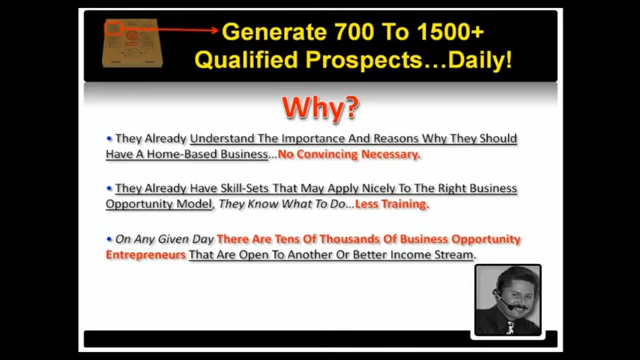 Generate 700 To 1500+
Qualified Prospects…Daily!
Why?
• They Already Understand The Importance And Reasons Why They Should
Have A Home-Based Business…No Convincing Necessary.
• They Already Have Skill-Sets That May Apply Nicely To The Right Business
Opportunity Model, They Know What To Do…Less Training.
• On Any Given Day There Are Tens Of Thousands Of Business Opportunity
Entrepreneurs That Are Open To Another Or Better Income Stream.